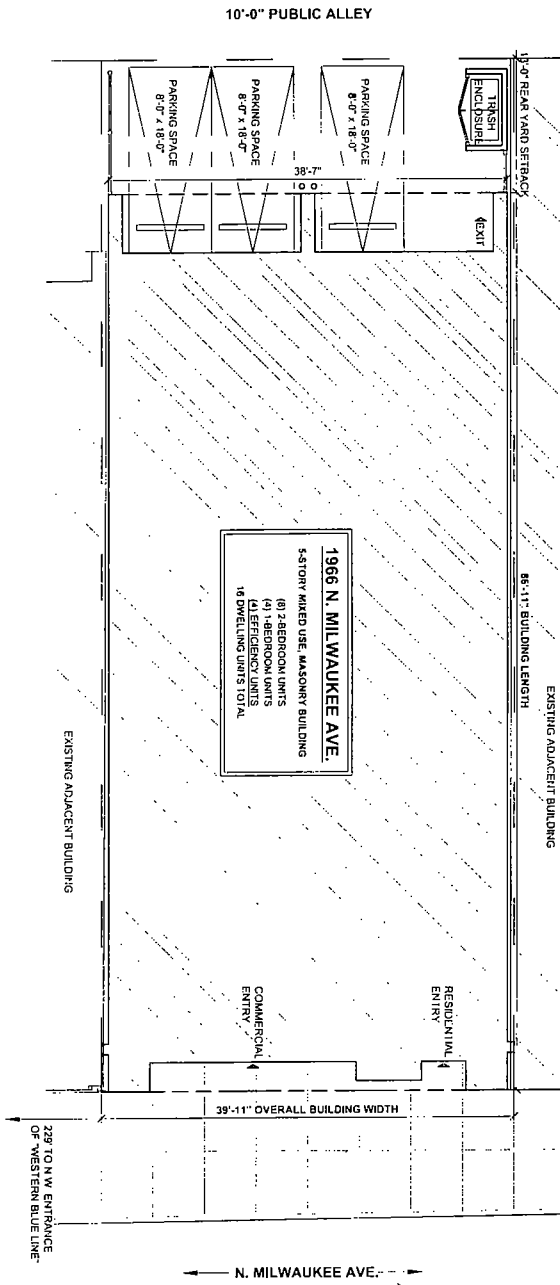 10'-0" PUBLIC ALLEY
13'-0" REAR YARD SETBACK
TRASH
ENCLOSURE
PARKING SPACE
8'-0" x 18'-0"
PARKING SPACE
8'-0" x 18'-0"
PARKING SPACE
8'-0" x 18'-0"
38'-7"
EXIT
1966 N. MILWAUKEE AVE.
5-STORY MIXED USE, MASONRY BUILDING
(8) 2-BEDROOM UNITS
(4) 1-BEDROOM UNITS
(4) EFFICIENCY UNITS
16 DWELLING UNITS TOTAL
86'-11" BUILDING LENGTH
EXISTING ADJACENT BUILDING
EXISTING ADJACENT BUILDING
RESIDENTIAL
ENTRY
COMMERCIAL
ENTRY
39'-11" OVERALL BUILDING WIDTH
229' TO N W ENTRANCE
OF "WESTERN BLUE LINE"
N. MILWAUKEE AVE.